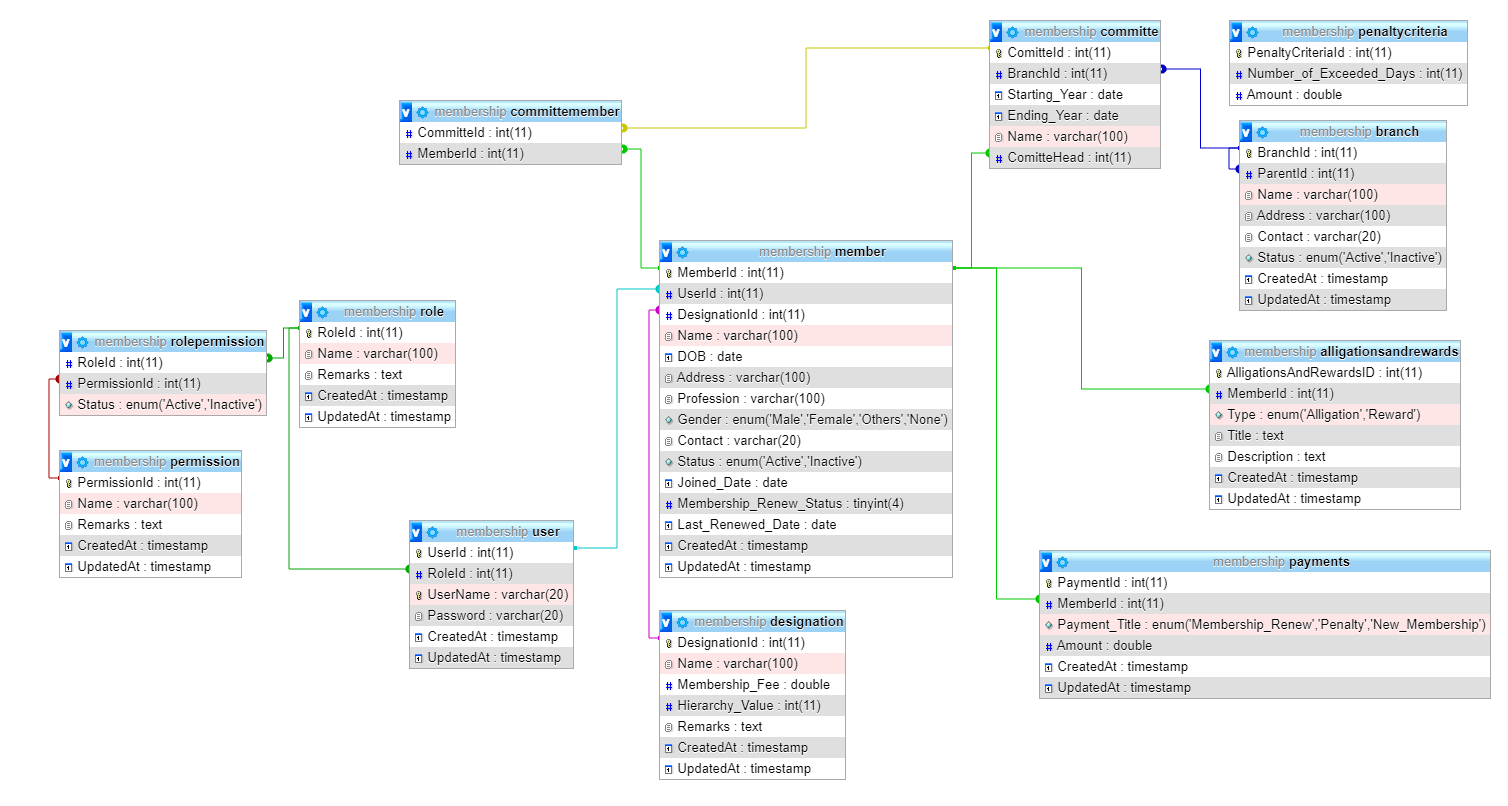 membership committe
ComitteId : int(11)
BranchId : int(11)
Starting_Year : date
Ending_Year : date
Name : varchar(100)
ComitteHead : int(11)
membership penaltycriteria
PenaltyCriteriaId : int(11)
Number_of_Exceeded_Days : int(11)
Amount : double
membership committemember
CommitteId : int(11)
MemberId : int(11)
membership branch
BranchId : int(11)
ParentId : int(11)
Name : varchar(100)
Address : varchar(100)
Contact : varchar(20)
Status : enum('Active','Inactive')
CreatedAt : timestamp
UpdatedAt : timestamp
membership member
MemberId : int(11)
UserId : int(11)
DesignationId : int(11)
Name : varchar(100)
DOB : date
Address : varchar(100)
Profession : varchar(100)
Gender : enum('Male','Female','Others','None')
Contact : varchar(20)
Status : enum('Active','Inactive')
Joined_Date : date
Membership_Renew_Status : tinyint(4)
Last_Renewed_Date : date
CreatedAt : timestamp
UpdatedAt : timestamp
membership role
RoleId : int(11)
Name : varchar(100)
Remarks : text
CreatedAt : timestamp
UpdatedAt : timestamp
membership rolepermission
RoleId : int(11)
PermissionId : int(11)
Status : enum('Active','Inactive')
membership alligationsandrewards
AlligationsAndRewardsID : int(11)
MemberId : int(11)
Type : enum('Alligation','Reward')
Title : text
Description : text
CreatedAt : timestamp
UpdatedAt : timestamp
membership permission
PermissionId : int(11)
Name : varchar(100)
Remarks : text
CreatedAt : timestamp
UpdatedAt : timestamp
membership user
UserId : int(11)
RoleId : int(11)
UserName : varchar(20)
Password : varchar(20)
CreatedAt : timestamp
UpdatedAt : timestamp
membership payments
PaymentId : int(11)
MemberId : int(11)
Payment_Title : enum('Membership_Renew','Penalty','New_Membership')
Amount : double
CreatedAt : timestamp
UpdatedAt : timestamp
membership designation
DesignationId : int(11)
Name : varchar(100)
Membership_Fee : double
Hierarchy_Value : int(11)
Remarks : text
CreatedAt : timestamp
UpdatedAt : timestamp